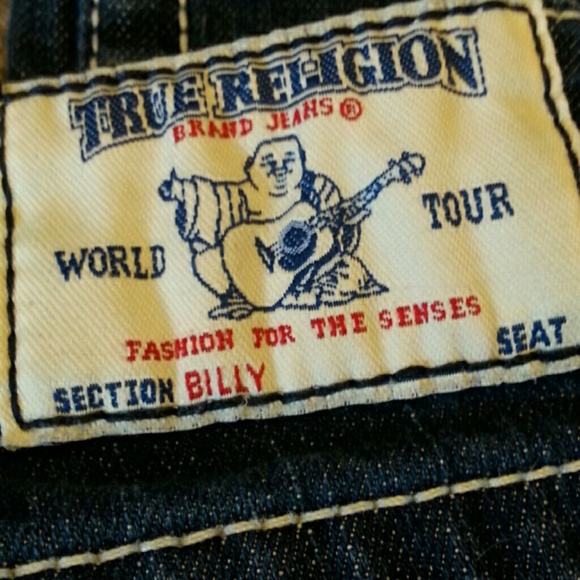 TRUE RELIGION
BRAND JEANS®
WORLD TOUR
FASHION FOR THE SENSES
SECTION BILLY SEAT